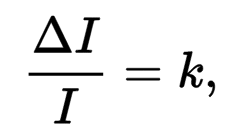 ΔI/I = k,